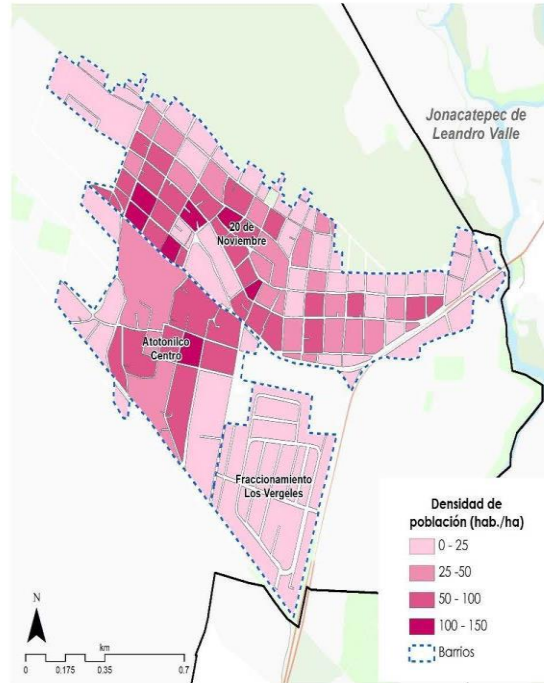 Jonacatepec de
Leandro Valle
20 de
Noviembre
Atotonilco
Centro
Fraccionamiento
Los Vergeles
Densidad de
población (hab./ha)
0 - 25
25 -50
50 - 100
100 - 150
Barrios
N
km
0 0.175 0.35 0.7